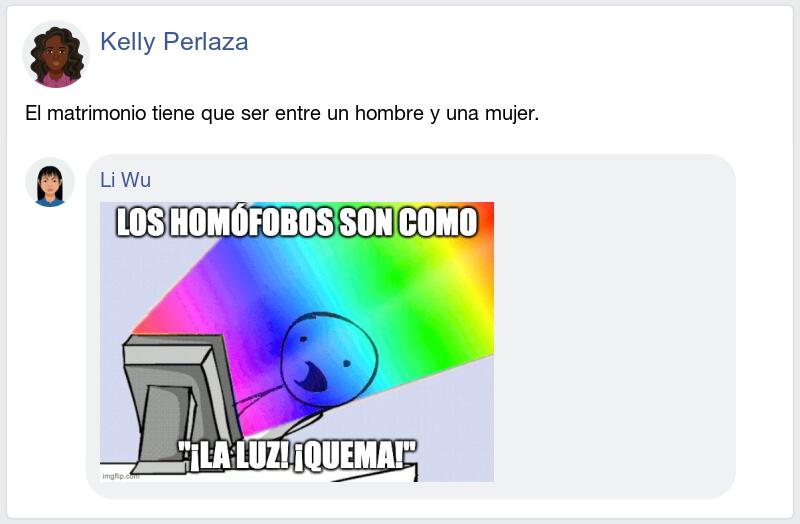 Kelly Perlaza
El matrimonio tiene que ser entre un hombre y una mujer.
Li Wu
LOS HOMÓFOBOS SON COMO
"¡LA LUZ! ¡QUEMA!"
imgflip.com